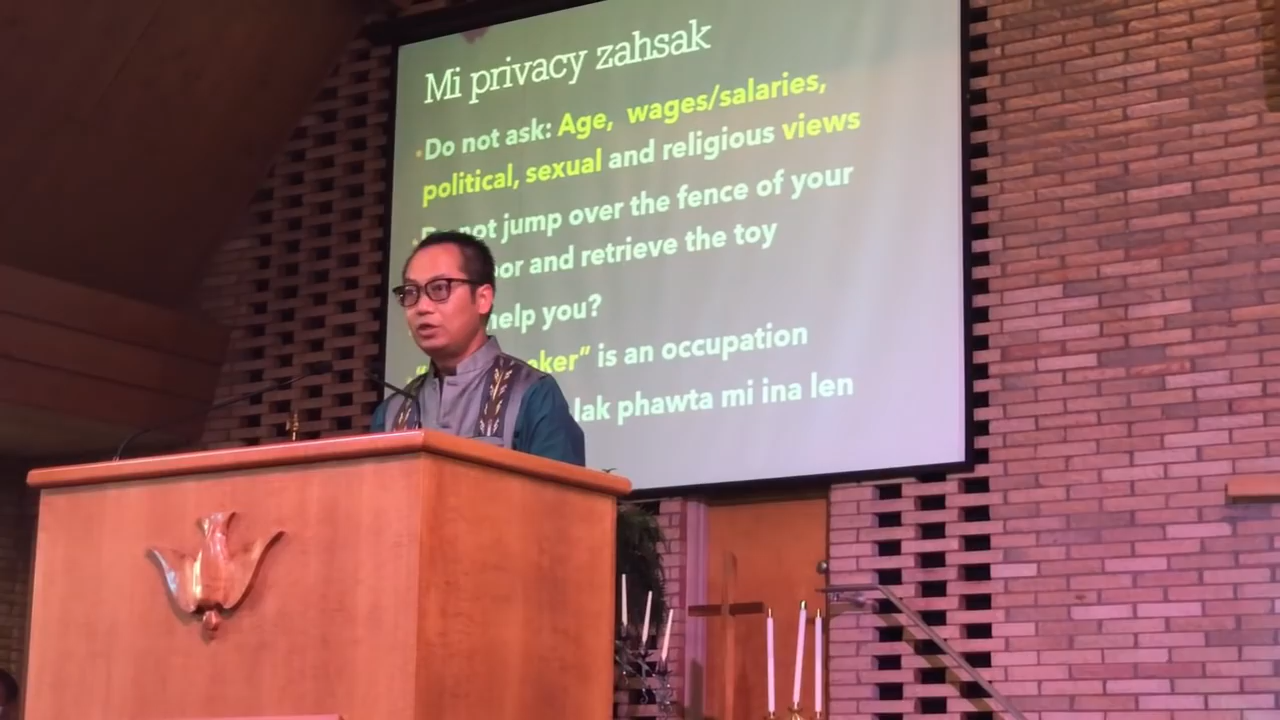 Mi privacy zahsak
•Do not ask: Age, wages/salaries,
political, sexual and religious views
not jump over the fence of your
and retrieve the toy
help you?
is an occupation
lak phawta mi ina len